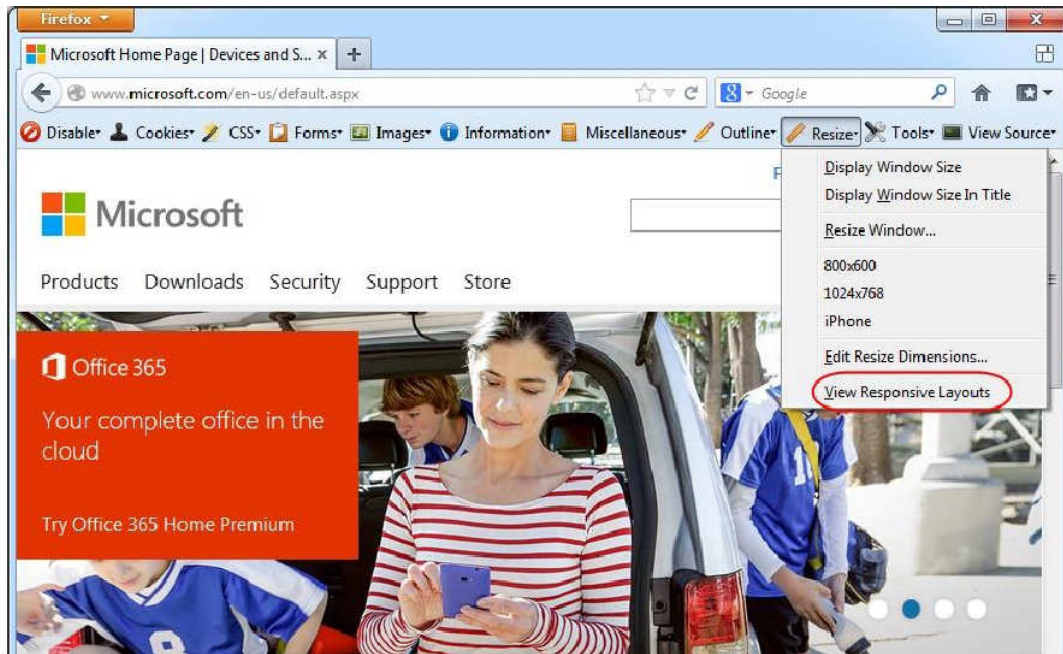 Firefox
Microsoft Home Page | Devices and S... x +
www.microsoft.com/en-us/default.aspx
8 Google
Disable Cookies CSS Forms Images Information Miscellaneous Outline Resize Tools View Source
Display Window Size
Display Window Size In Title
Resize Window...
800x600
1024x768
iPhone
Edit Resize Dimensions...
View Responsive Layouts
F
Microsoft
Products Downloads Security Support Store
Office 365
Your complete office in the
cloud
Try Office 365 Home Premium
10
8